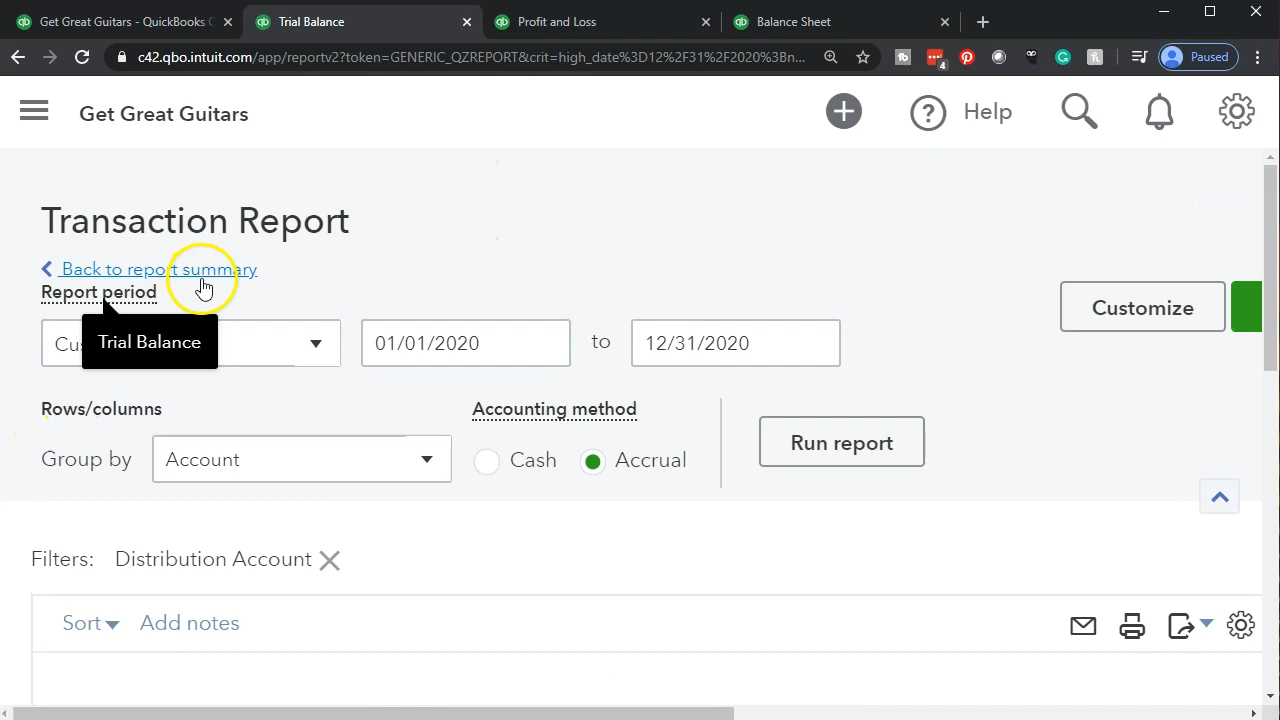 Get Great Guitars - QuickBooks C
Trial Balance
Profit and Loss
Balance Sheet
c42.qbo.intuit.com/app/reportv2?token=GENERIC_QZREPORT&crit=high_date%3D12%2F31%2F2020%3Bn...
4
Paused
Get Great Guitars
Help
Transaction Report
Back to report summary
Report period
Cu
Trial Balance
01/01/2020
to
12/31/2020
Customize
Rows/columns
Accounting method
Group by
Account
Cash
Accrual
Run report
Filters:
Distribution Account
Sort
Add notes